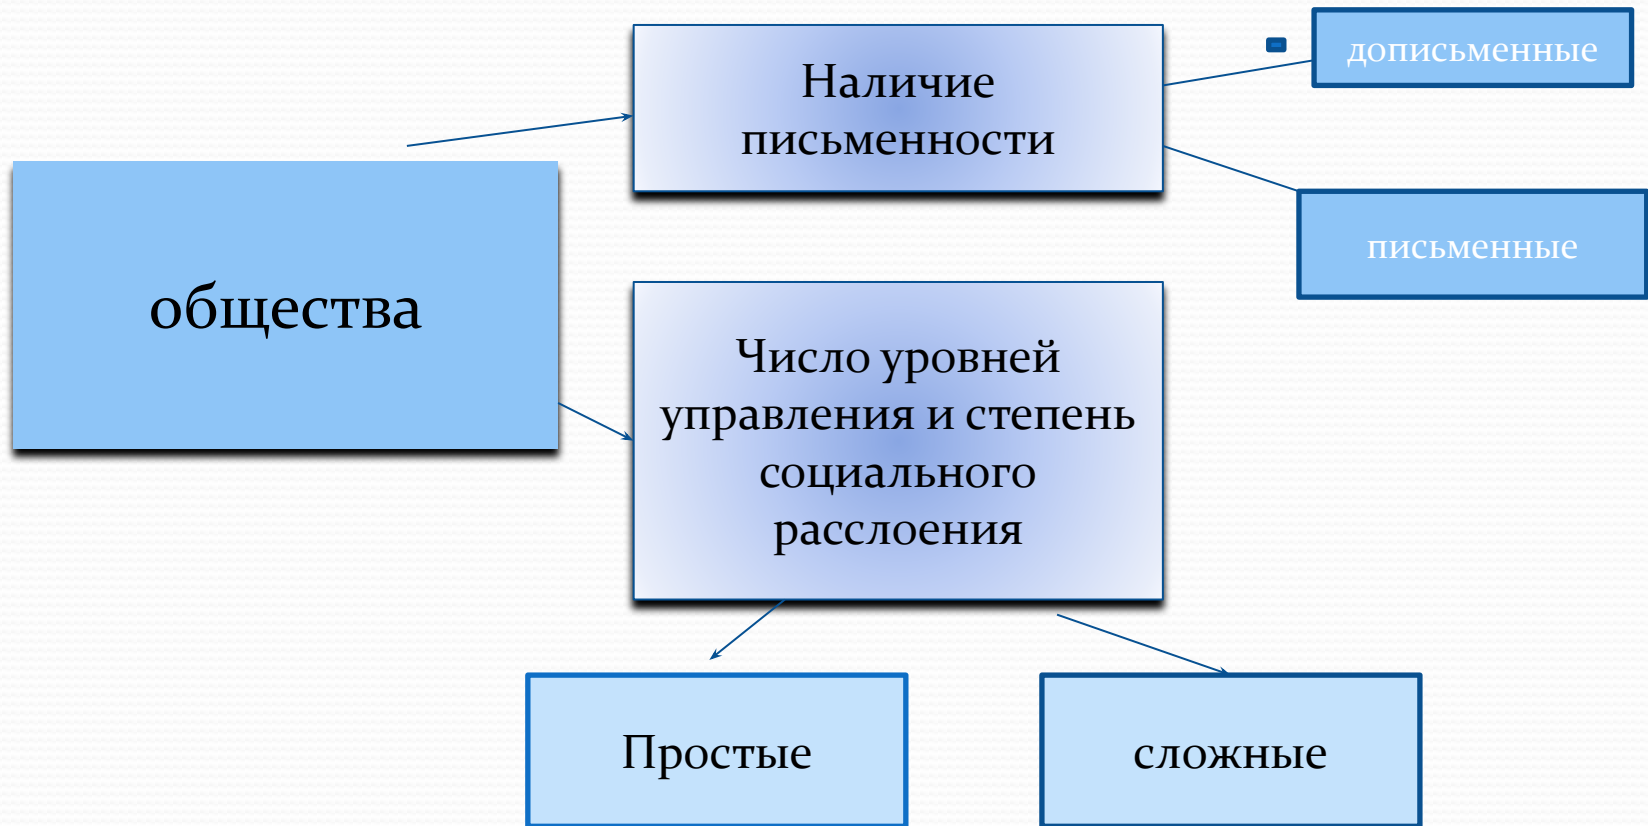 общества
Наличие
письменности
дописьменные
письменные
Число уровней
управления и степень
социального
расслоения
Простые
сложные